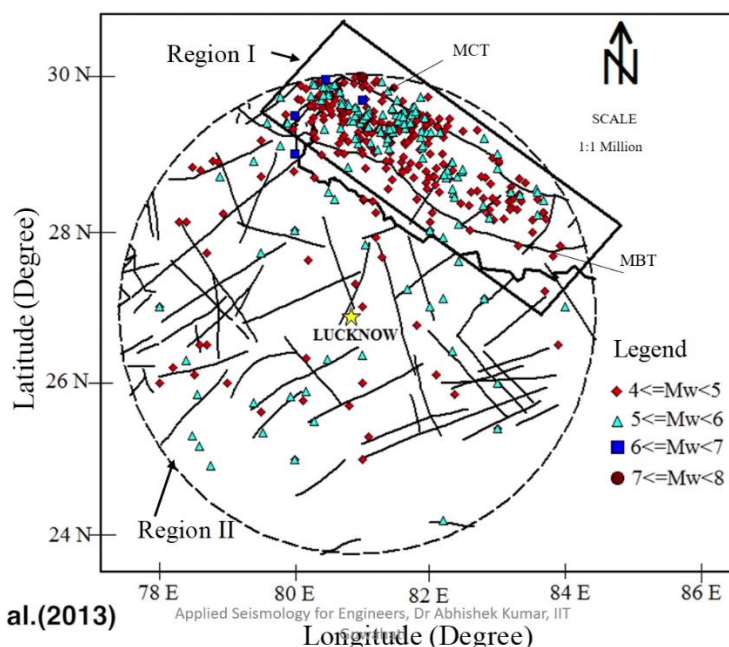 Region I
MCT
N
30 N
SCALE
1:1 Million
28 N
MBT
Latitude (Degree)
LUCKNOW
Legend
26 N
4<=Mw<5
5<=Mw<6
6<=Mw<7
7<=Mw<8
Region II
24 N
78 E 80 E 82 E 84 E 86 E
al.(2013)
Applied Seismology for Engineers, Dr Abhishek Kumar, IIT
Longitude (Degree)